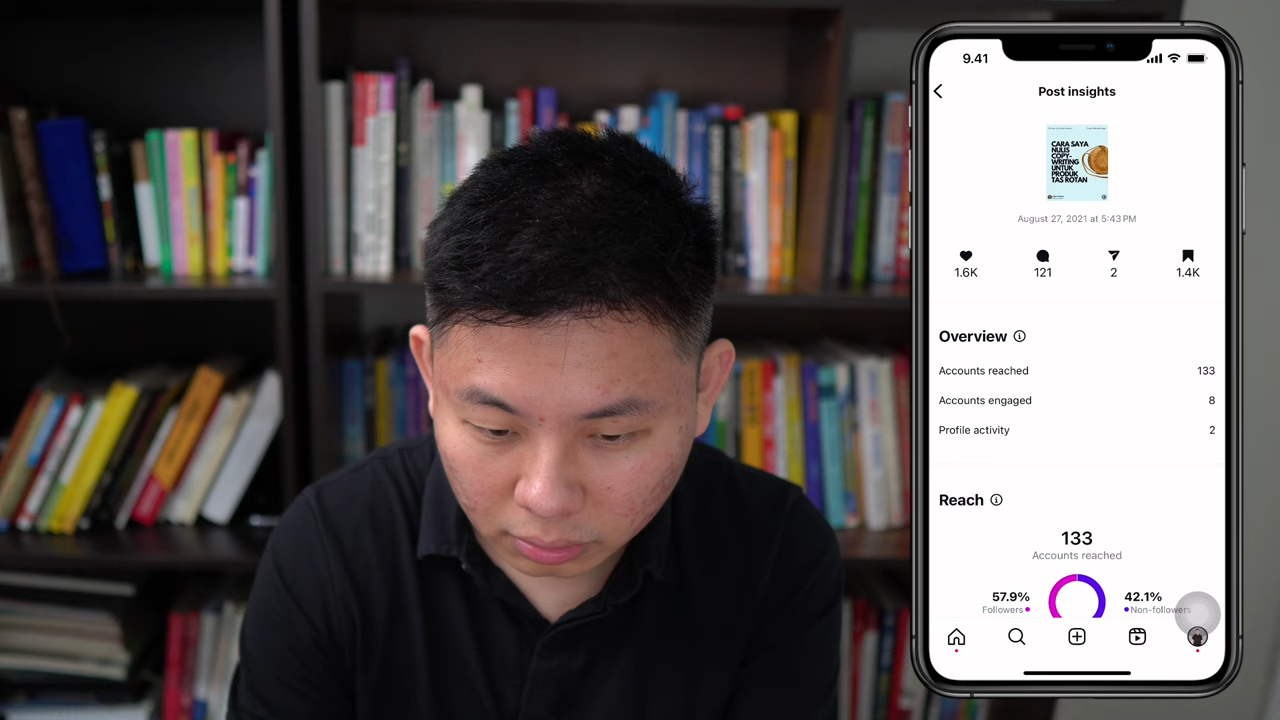 9.41
Post insights
CARA SAYA
NULIS
COPY-
WRITING
UNTUK
PRODUK
TAS ROTAN
August 27, 2021 at 5:43 PM
1.6K 121 2 1.4K
Overview
Accounts reached 133
Accounts engaged 8
Profile activity 2
Reach
133
Accounts reached
57.9% 42.1%
Followers Non-followers